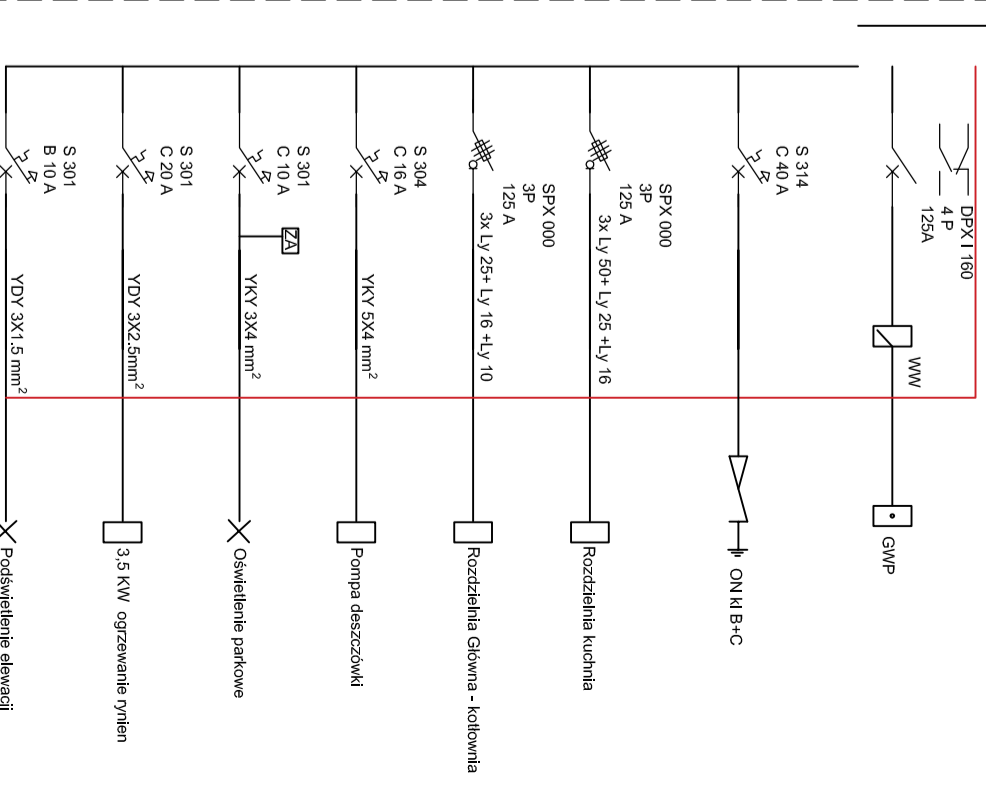 DPX I 160
4 P
125A
WW
GWP
S 314
C 40 A
ON kl B+C
SPX 000
3P
125 A
3x Ly 50+ Ly 25 +Ly 16
Rozdzielnia kuchnia
SPX 000
3P
125 A
3x Ly 25+ Ly 16 +Ly 10
Rozdzielnia Główna - kotłownia
S 304
C 16 A
YKY 5X4 mm²
Pompa deszczówki
S 301
C 10 A
ZA
YKY 3X4 mm²
Oświetlenie parkowe
S 301
C 20 A
YDY 3X2.5mm²
3,5 KW ogrzewanie rynien
S 301
B 10 A
YDY 3X1.5 mm²
Podświetlenie elewacji